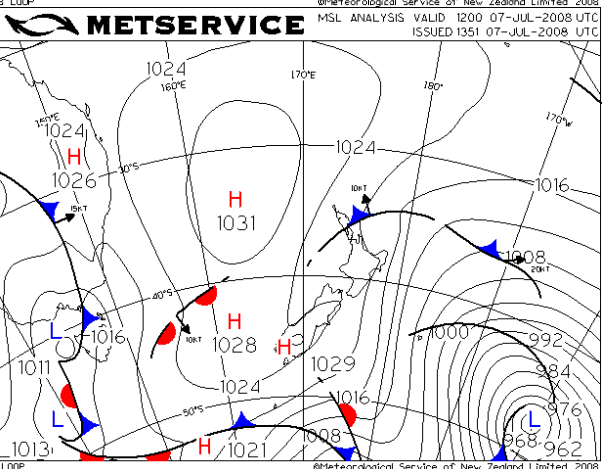 LOOP ©Meteorological Service of New Zealand Limited 2008
METSERVICE MSL ANALYSIS VALID 1200 07-JUL-2008 UTC
ISSUED 1351 07-JUL-2008 UTC
1024 170°E
160°E 180°
150°E 170°W
1024
H 1024
1026 30°S
1016
10KT
H
15KT 1031
H
1008
20KT
40°S
L 1016 H 1000 992
10KT 1028 H
1011 1029 984
1024
1016 976
L 50°S L
1008 968
1013 H 1021 962
LOOP ©Meteorological Service of New Zealand Limited 2008